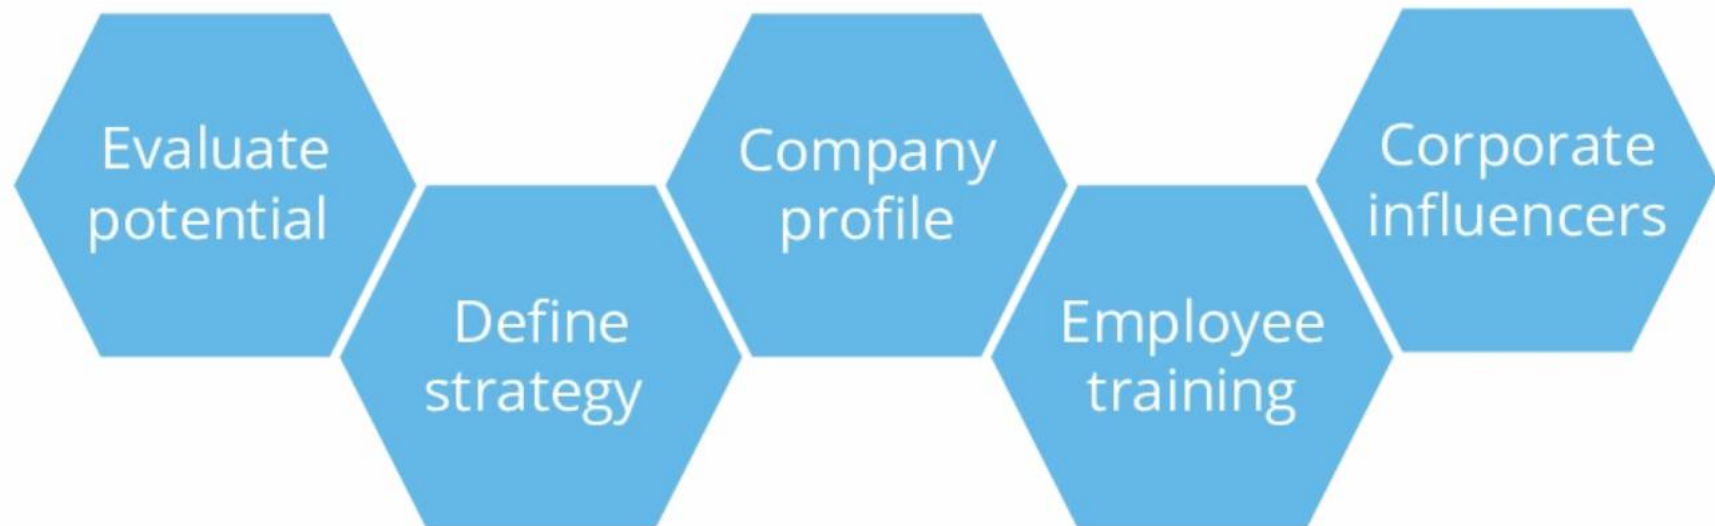 Evaluate
potential
Define
strategy
Company
profile
Employee
training
Corporate
influencers